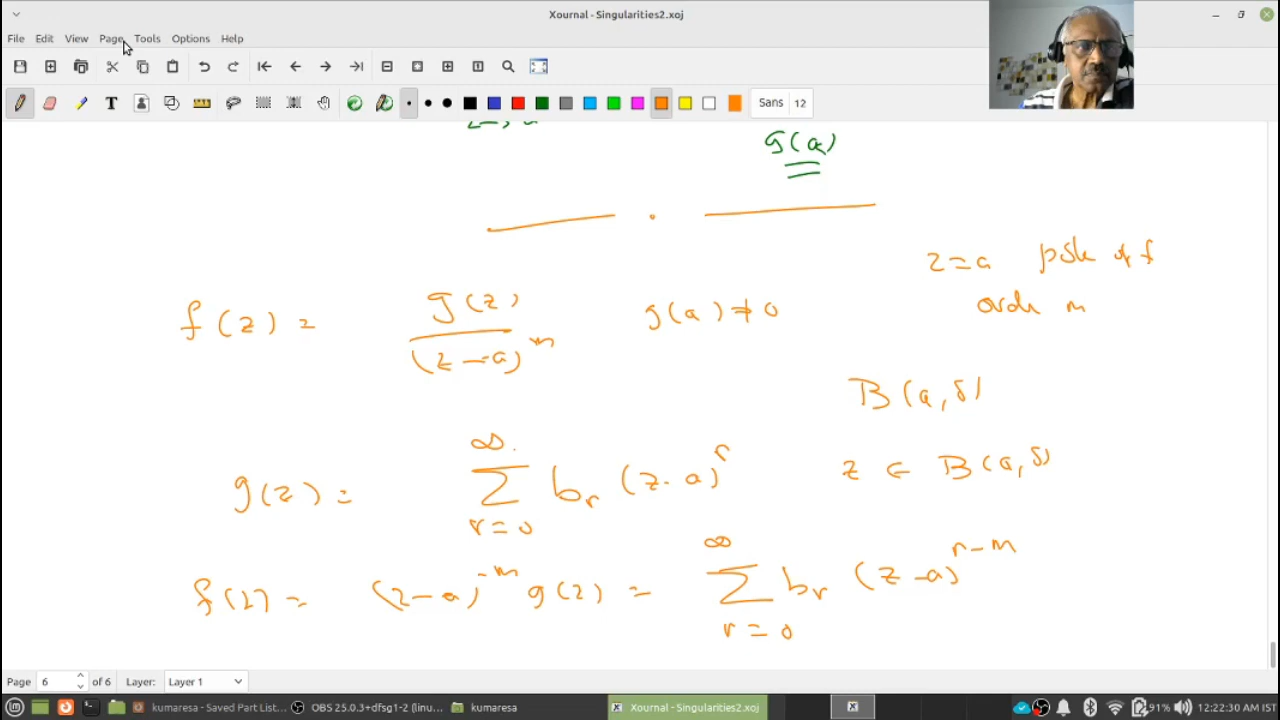 Xournal - Singularities2.xoj
File Edit View Page Tools Options Help
Sans 12
g(a)
z=a pole of f
order m
f(z) = g(z) / (z-a)^m g(a) ≠ 0
B(a,δ)
g(z) = ∑_{r=0}^{∞} b_r (z-a)^r z ∈ B(a,δ)
f(z) = (z-a)^{-m} g(z) = ∑_{r=0}^{∞} b_r (z-a)^{r-m}
Page 6 of 6 Layer: Layer 1
kumaresa - Saved Part List... OBS 25.0.3+dfsg1-2 (linu... kumaresa Xournal - Singularities2.xoj 91% 12:22:30 AM IST